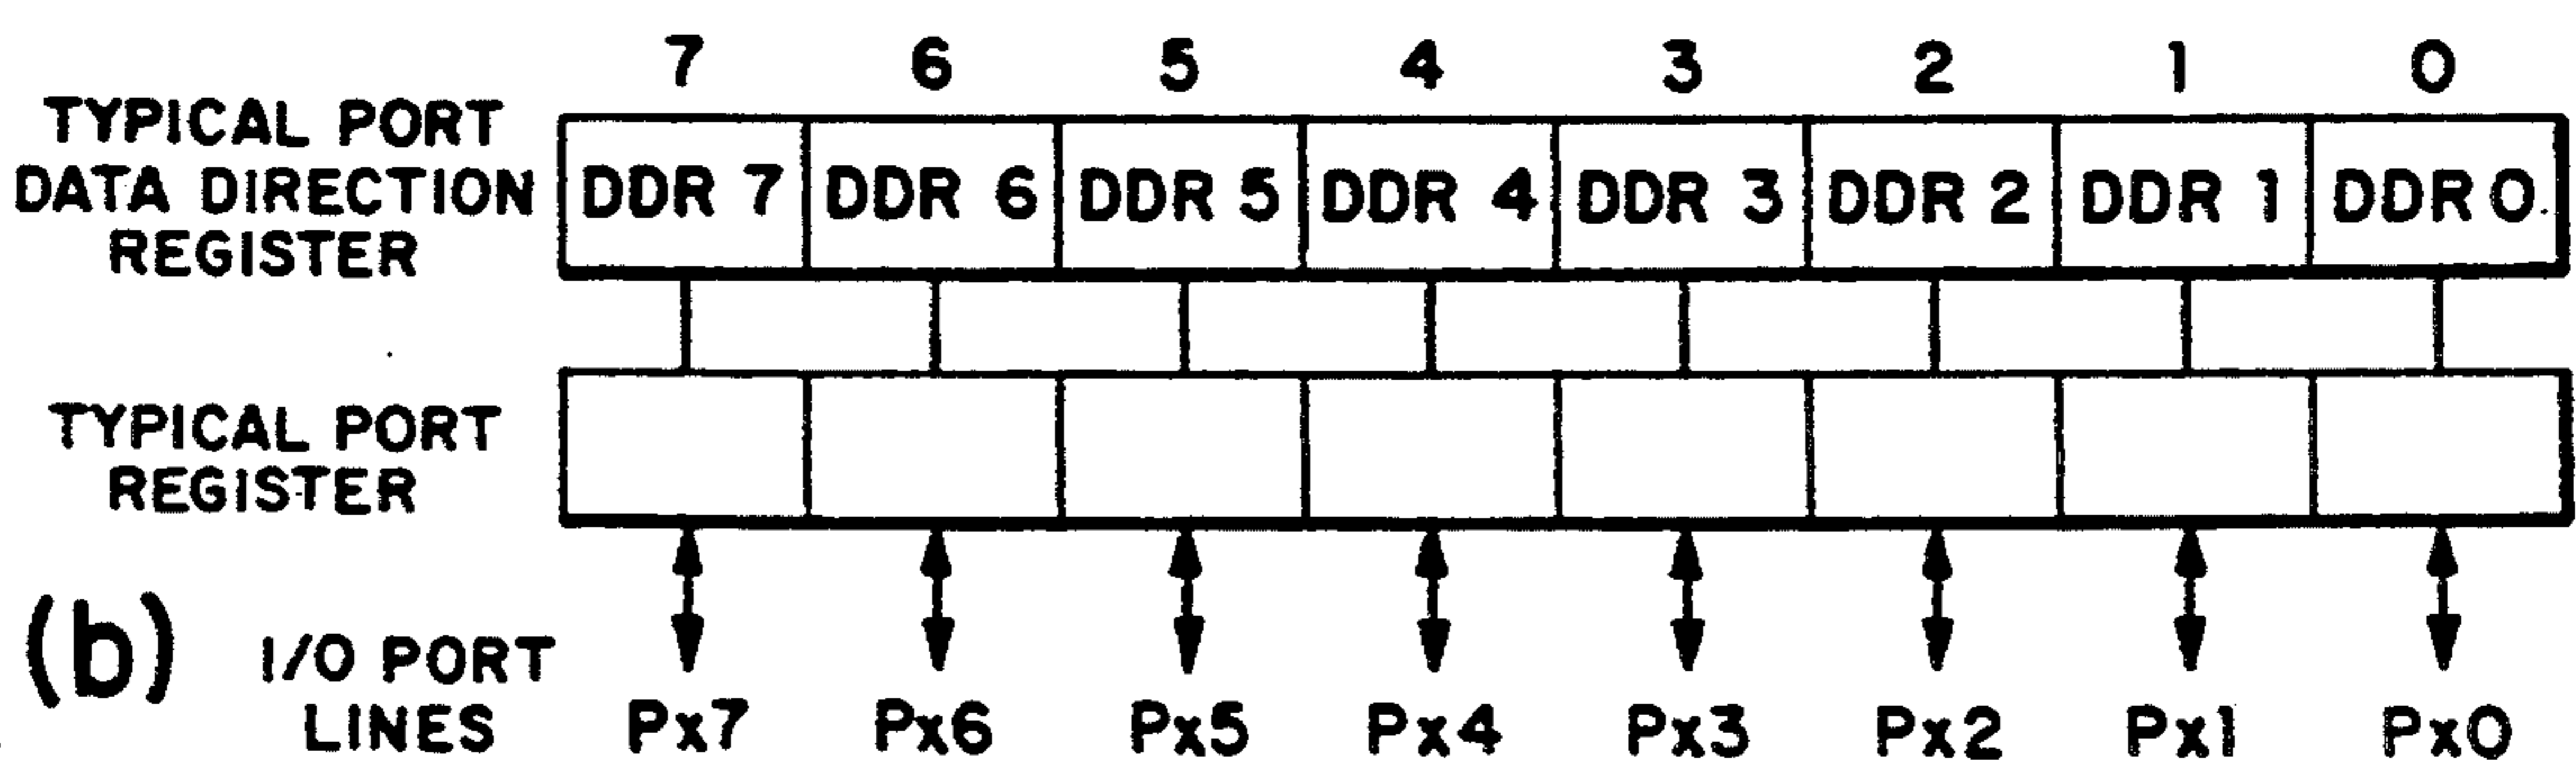 7 6 5 4 3 2 1 0
TYPICAL PORT
DATA DIRECTION
REGISTER
DDR 7 DDR 6 DDR 5 DDR 4 DDR 3 DDR 2 DDR 1 DDR 0
TYPICAL PORT
REGISTER
(b)
I/O PORT
LINES
Px7 Px6 Px5 Px4 Px3 Px2 Px1 Px0